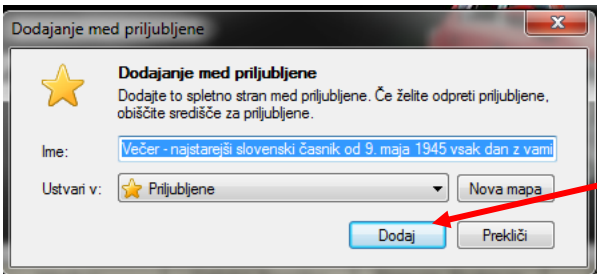 Dodajanje med priljubljene
Dodajanje med priljubljene
Dodajte to spletno stran med priljubljene. Če želite odpreti priljubljene,
obiščite središče za priljubljene.
Ime: Večer - najstarejši slovenski časnik od 9. maja 1945 vsak dan z vami
Ustvari v: Priljubljene Nova mapa
Dodaj Prekliči